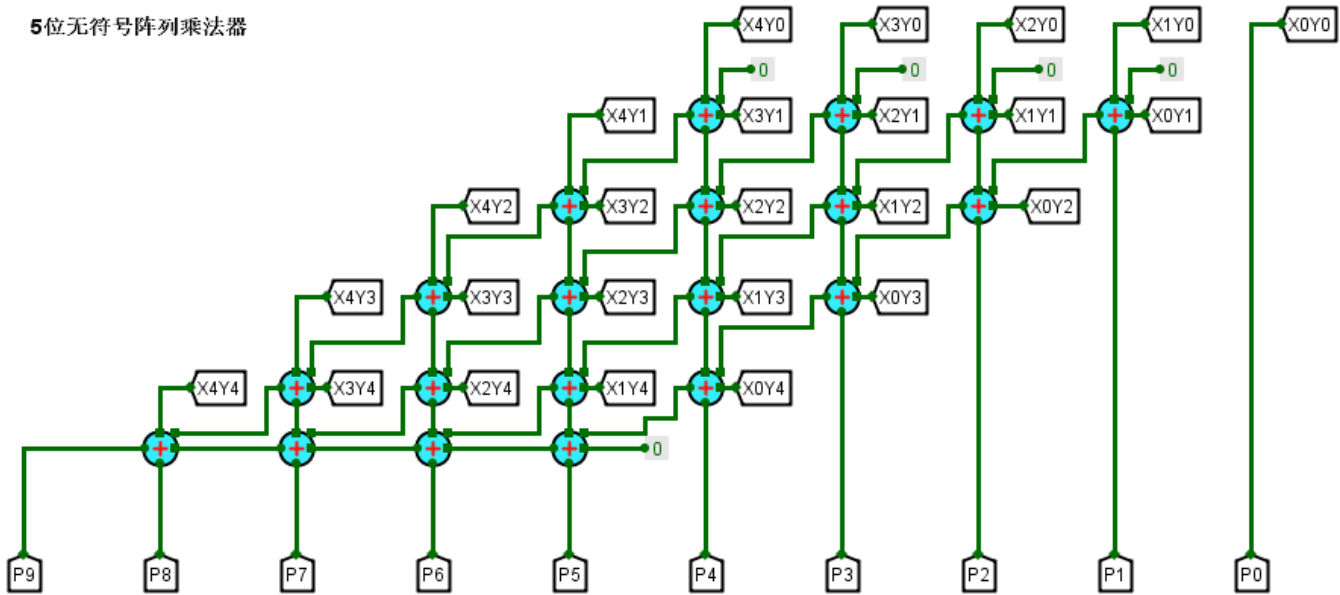 5位无符号阵列乘法器
X4Y0 X3Y0 X2Y0 X1Y0 X0Y0
0 0 0 0
X4Y1 X3Y1 X2Y1 X1Y1 X0Y1
X4Y2 X3Y2 X2Y2 X1Y2 X0Y2
X4Y3 X3Y3 X2Y3 X1Y3 X0Y3
X4Y4 X3Y4 X2Y4 X1Y4 X0Y4
0
P9 P8 P7 P6 P5 P4 P3 P2 P1 P0